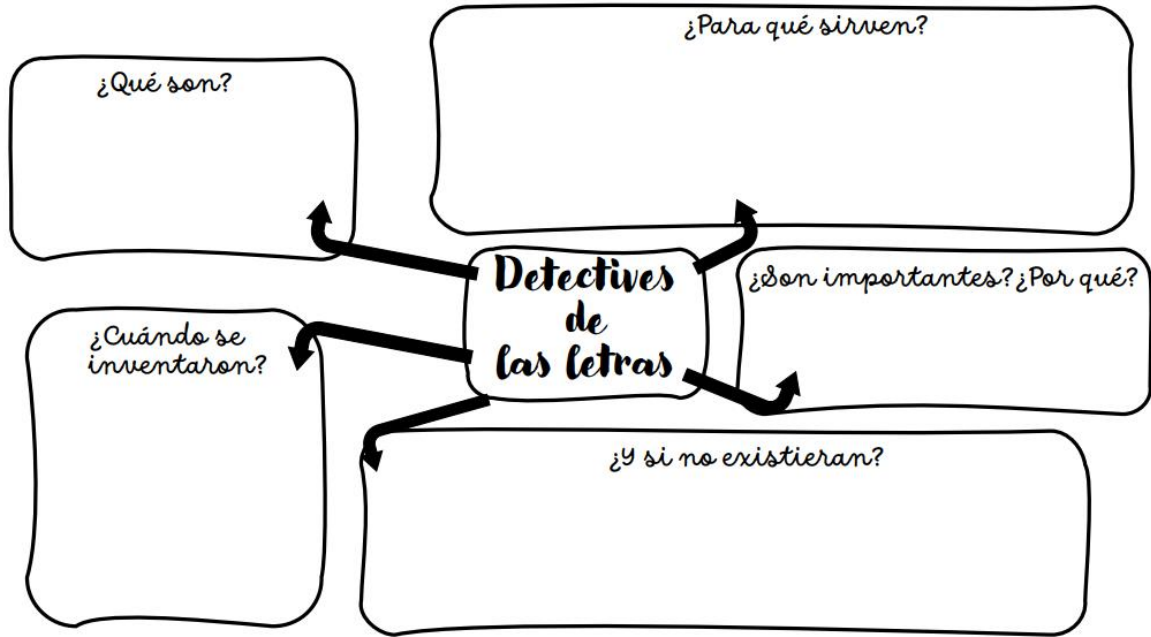 ¿Para qué sirven?
¿Qué son?
Detectives
de
las letras
¿Son importantes? ¿Por qué?
¿Cuándo se
inventaron?
¿Y si no existieran?